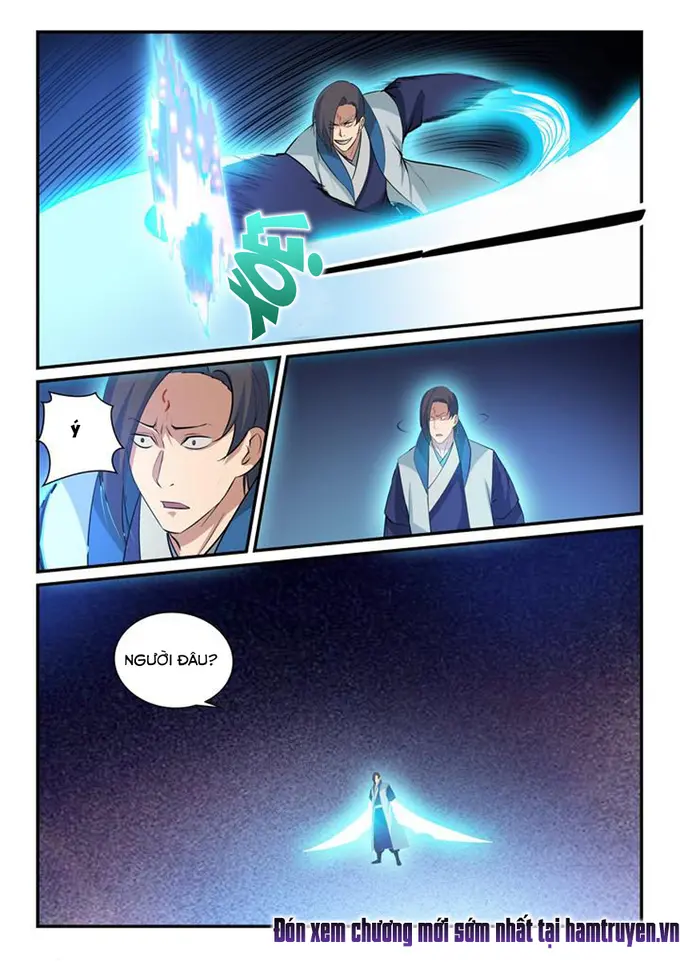 XOẸT
Ý
NGƯỜI ĐÂU?
Đón xem chương mới sớm nhất tại hamtruyen.vn